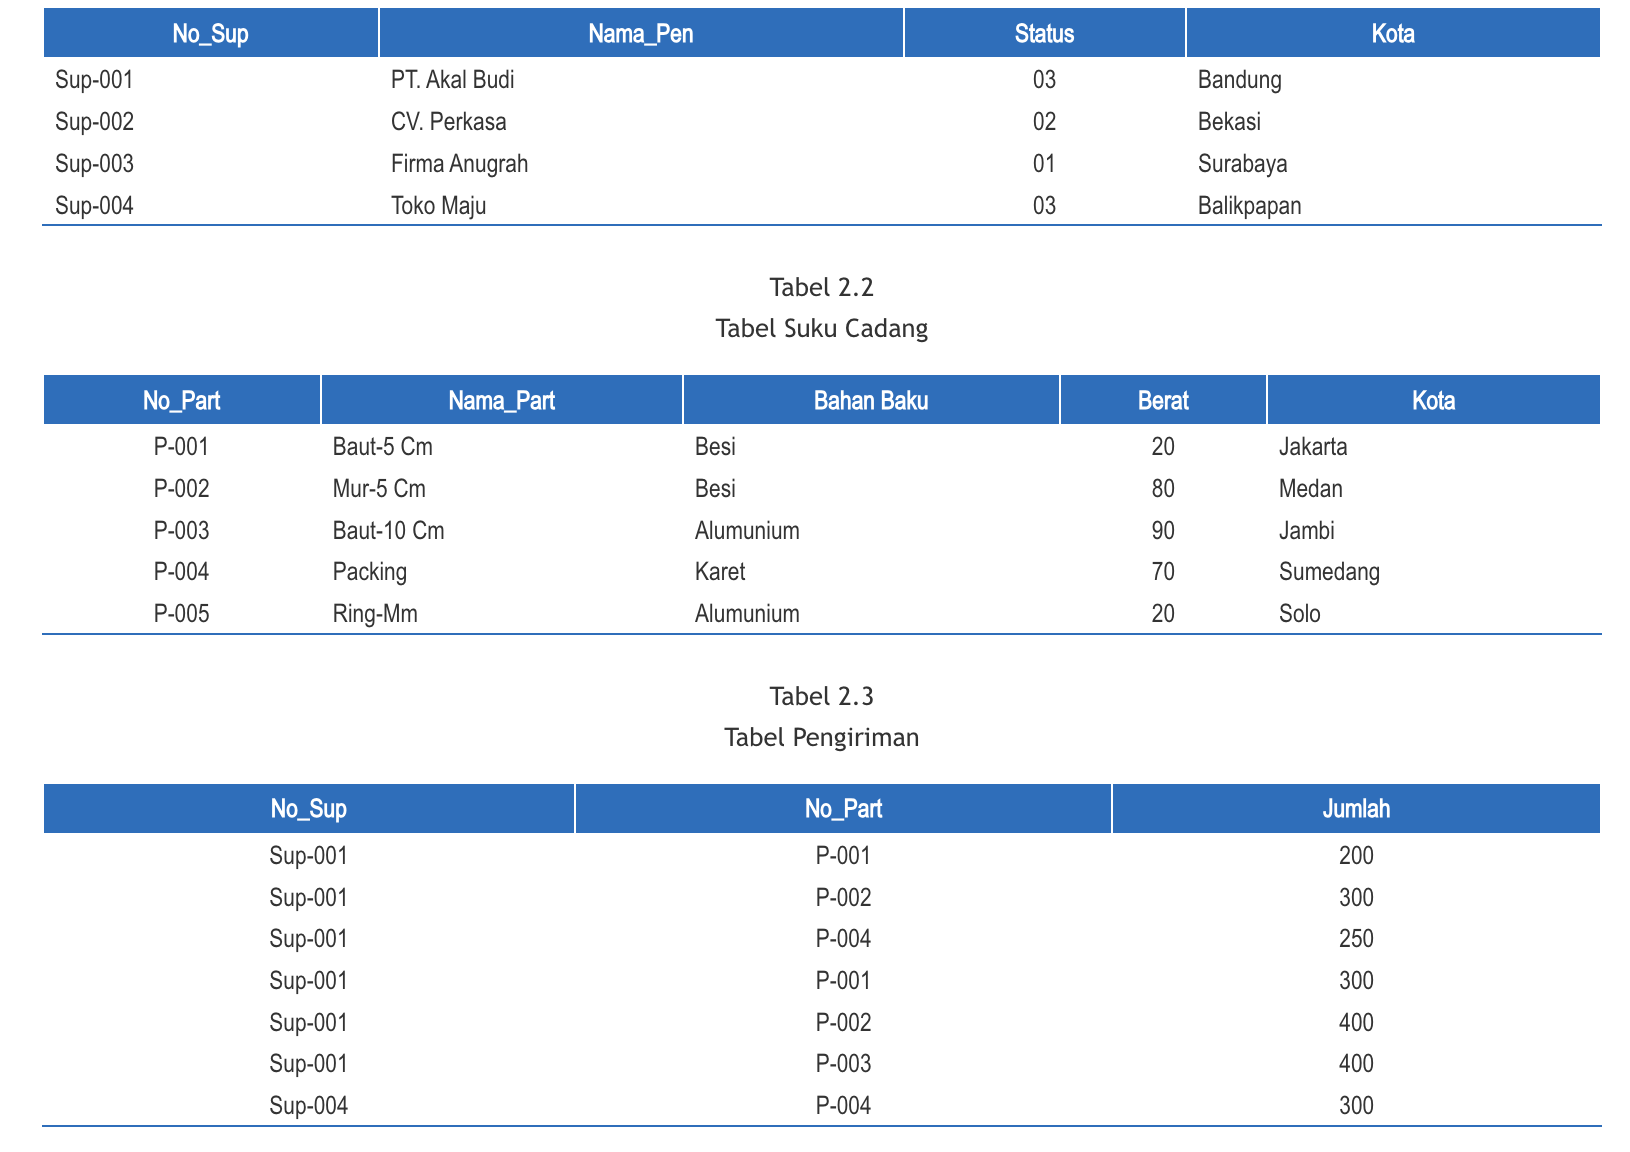 No_Sup Nama_Pen Status Kota
Sup-001 PT. Akal Budi 03 Bandung
Sup-002 CV. Perkasa 02 Bekasi
Sup-003 Firma Anugrah 01 Surabaya
Sup-004 Toko Maju 03 Balikpapan
Tabel 2.2
Tabel Suku Cadang
No_Part Nama_Part Bahan Baku Berat Kota
P-001 Baut-5 Cm Besi 20 Jakarta
P-002 Mur-5 Cm Besi 80 Medan
P-003 Baut-10 Cm Alumunium 90 Jambi
P-004 Packing Karet 70 Sumedang
P-005 Ring-Mm Alumunium 20 Solo
Tabel 2.3
Tabel Pengiriman
No_Sup No_Part Jumlah
Sup-001 P-001 200
Sup-001 P-002 300
Sup-001 P-004 250
Sup-001 P-001 300
Sup-001 P-002 400
Sup-001 P-003 400
Sup-004 P-004 300